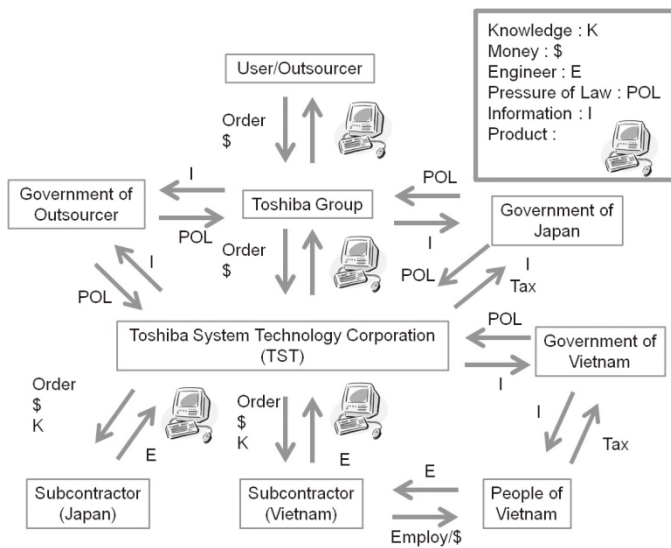 Knowledge : K
Money : $
Engineer : E
Pressure of Law : POL
Information : I
Product :
User/Outsourcer
Order
$
I
POL
Government of
Outsourcer
Toshiba Group
Government of
Japan
POL
I
I
POL
Order
$
POL
I
Tax
Toshiba System Technology Corporation
(TST)
POL
Government of
Vietnam
I
Order
$
K
E
Order
$
K
E
I
Tax
Subcontractor
(Japan)
Subcontractor
(Vietnam)
E
Employ/$
People of
Vietnam